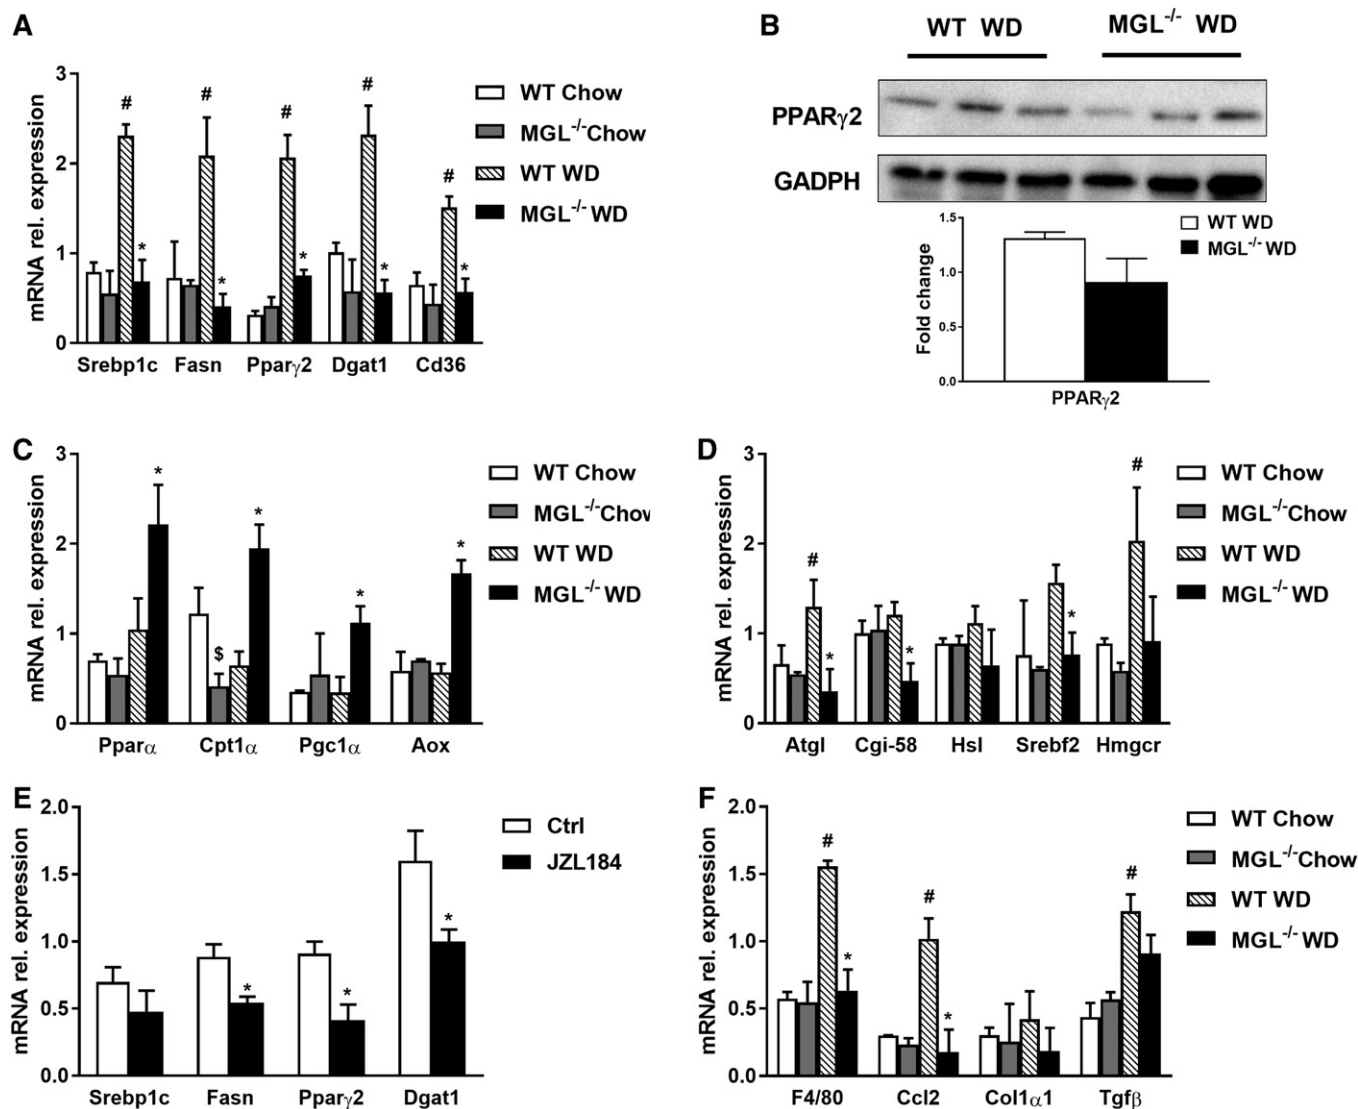 A
mRNA rel. expression
3
2
1
0
# # # # #
* * * * *
Srebp1c Fasn Pparγ2 Dgat1 Cd36
WT Chow
MGL-/-Chow
WT WD
MGL-/- WD
B
WT WD MGL-/- WD
PPARγ2
GADPH
Fold change
1.5
1.0
0.5
0.0
PPARγ2
WT WD
MGL-/- WD
C
mRNA rel. expression
3
2
1
0
* $ * * *
Pparα Cpt1α Pgc1α Aox
WT Chow
MGL-/-Chow
WT WD
MGL-/- WD
D
mRNA rel. expression
3
2
1
0
# * * * #
Atgl Cgi-58 Hsl Srebf2 Hmgcr
WT Chow
MGL-/-Chow
WT WD
MGL-/- WD
E
mRNA rel. expression
2.0
1.5
1.0
0.5
0.0
* * *
Srebp1c Fasn Pparγ2 Dgat1
Ctrl
JZL184
F
mRNA rel. expression
2.0
1.5
1.0
0.5
0.0
# * # * #
F4/80 Ccl2 Col1α1 Tgfβ
WT Chow
MGL-/-Chow
WT WD
MGL-/- WD